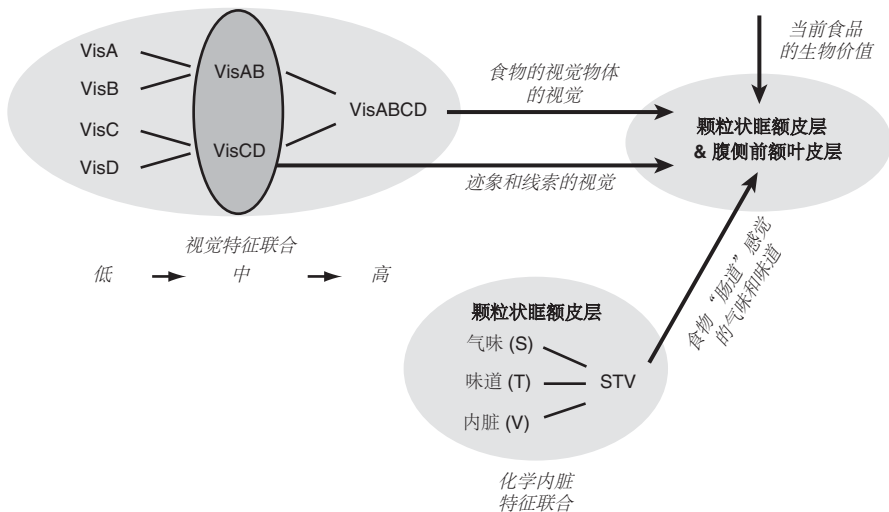 VisA
VisB
VisC
VisD
VisAB
VisCD
VisABCD
视觉特征联合
低
中
高
食物的视觉物体
的视觉
迹象和线索的视觉
当前食品
的生物价值
颗粒状眶额皮层
& 腹侧前额叶皮层
食物“肠道”感觉
的气味和味道
颗粒状眶额皮层
气味 (S)
味道 (T)
内脏 (V)
STV
化学内脏
特征联合